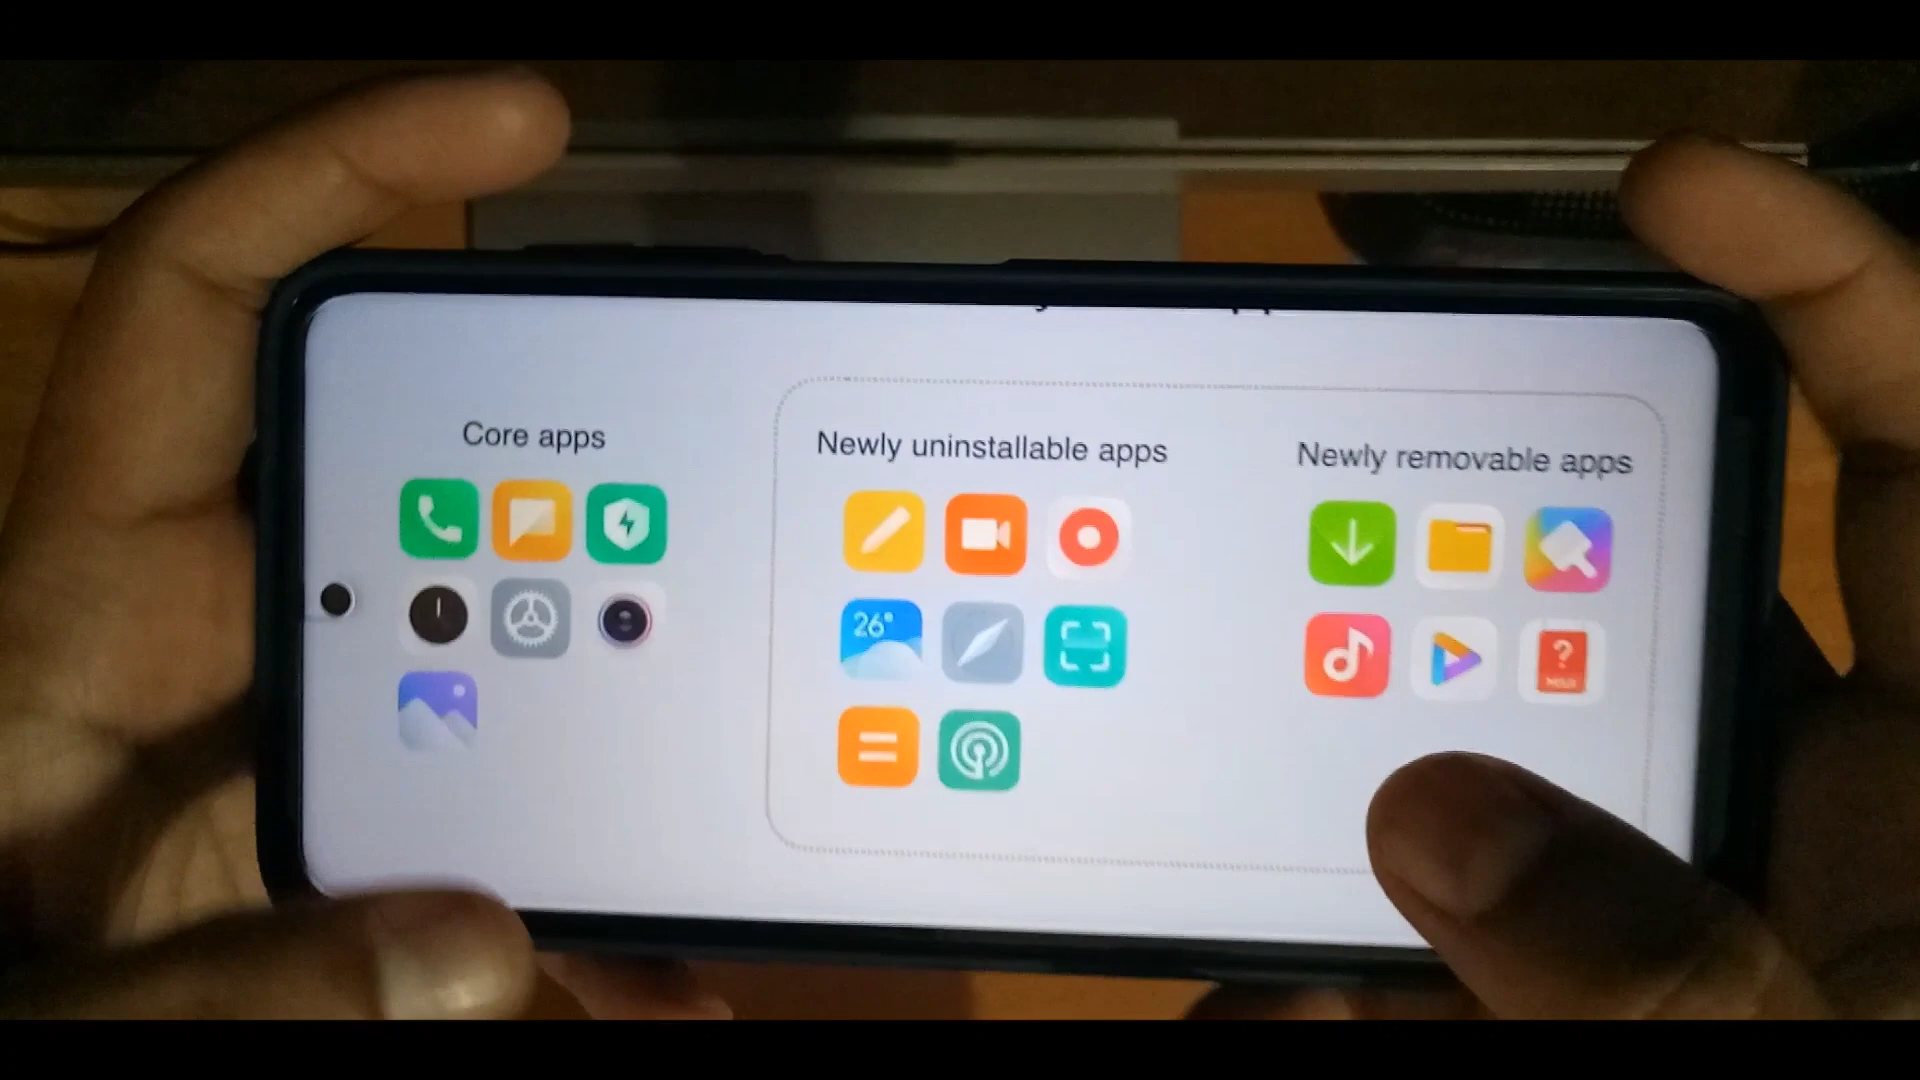 Core apps
Newly uninstallable apps
Newly removable apps
26°
?